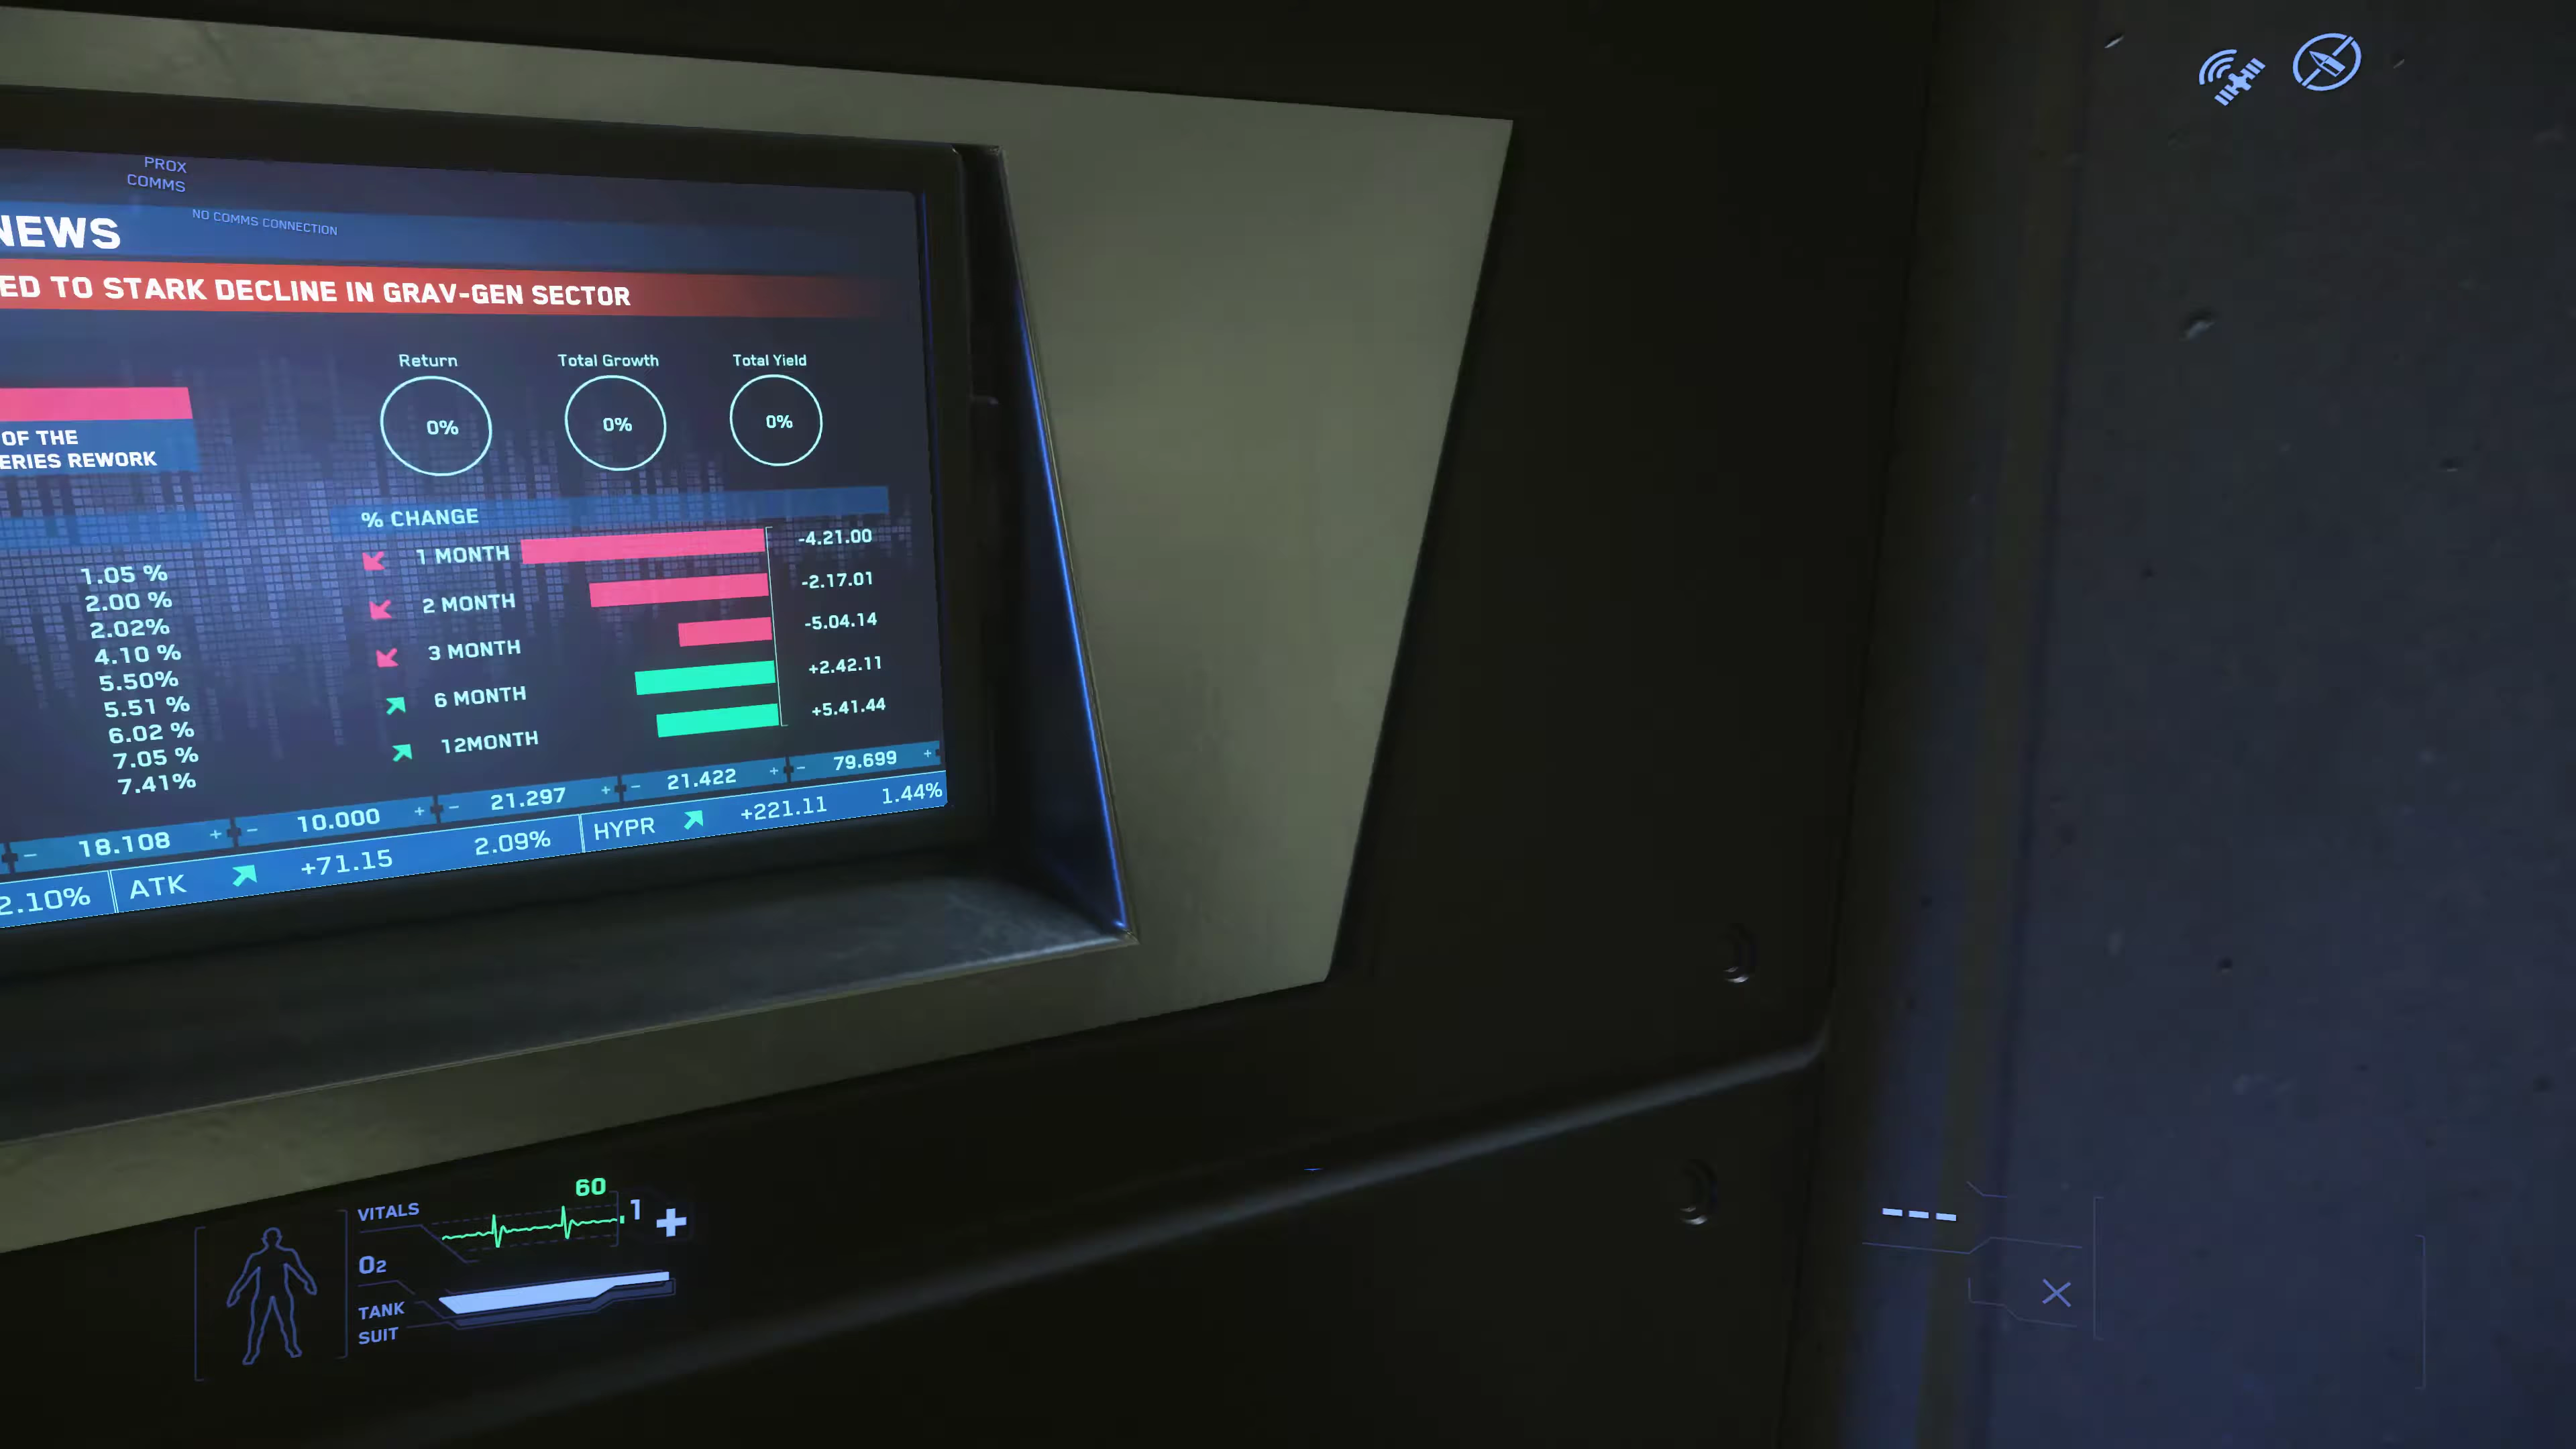 PROX
COMMS
NO COMMS CONNECTION
NEWS
ED TO STARK DECLINE IN GRAV-GEN SECTOR
Return
Total Growth
Total Yield
0%
0%
0%
OF THE
ERIES REWORK
% CHANGE
1 MONTH
-4.21.00
2 MONTH
-2.17.01
3 MONTH
-5.04.14
6 MONTH
+2.42.11
12MONTH
+5.41.44
1.05 %
2.00 %
2.02%
4.10 %
5.50%
5.51 %
6.02 %
7.05 %
7.41%
− 18.108 + − 10.000 + − 21.297 + − 21.422 + − 79.699 +
2.10% ATK +71.15 2.09% HYPR +221.11 1.44%
60
VITALS
1
O2
TANK
SUIT